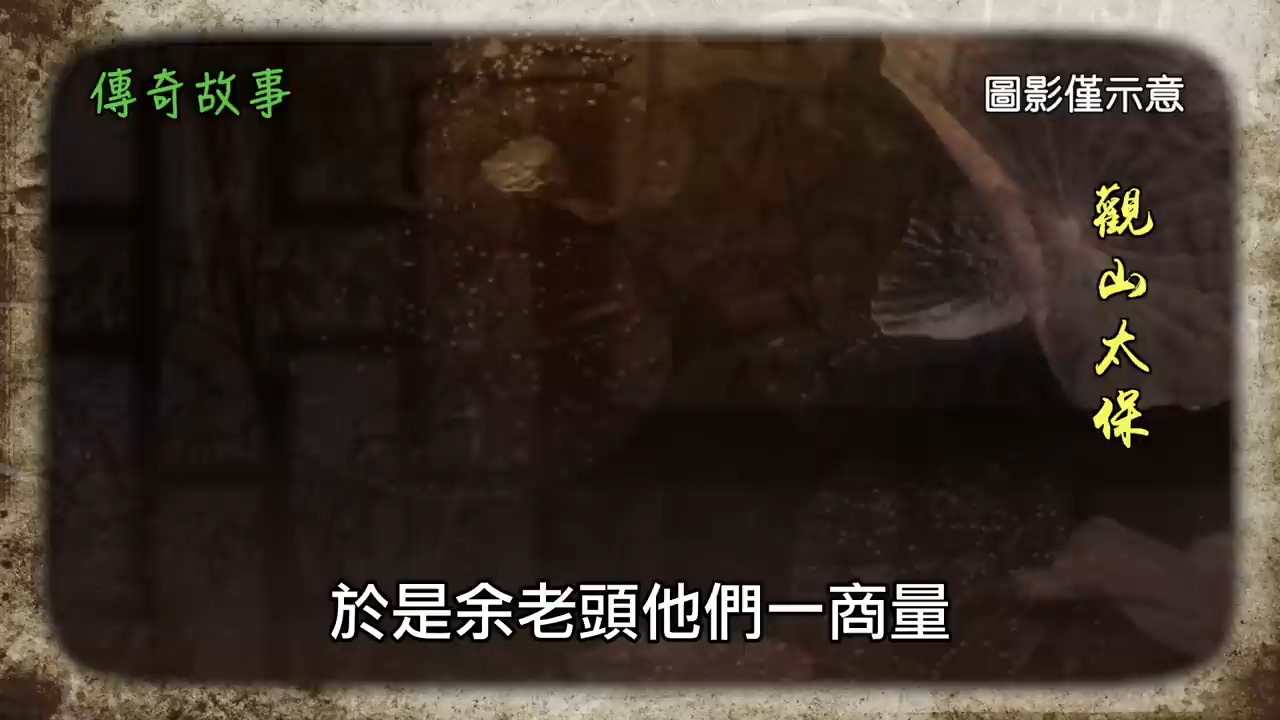 傳奇故事
圖影僅示意
觀山太保
於是余老頭他們一商量